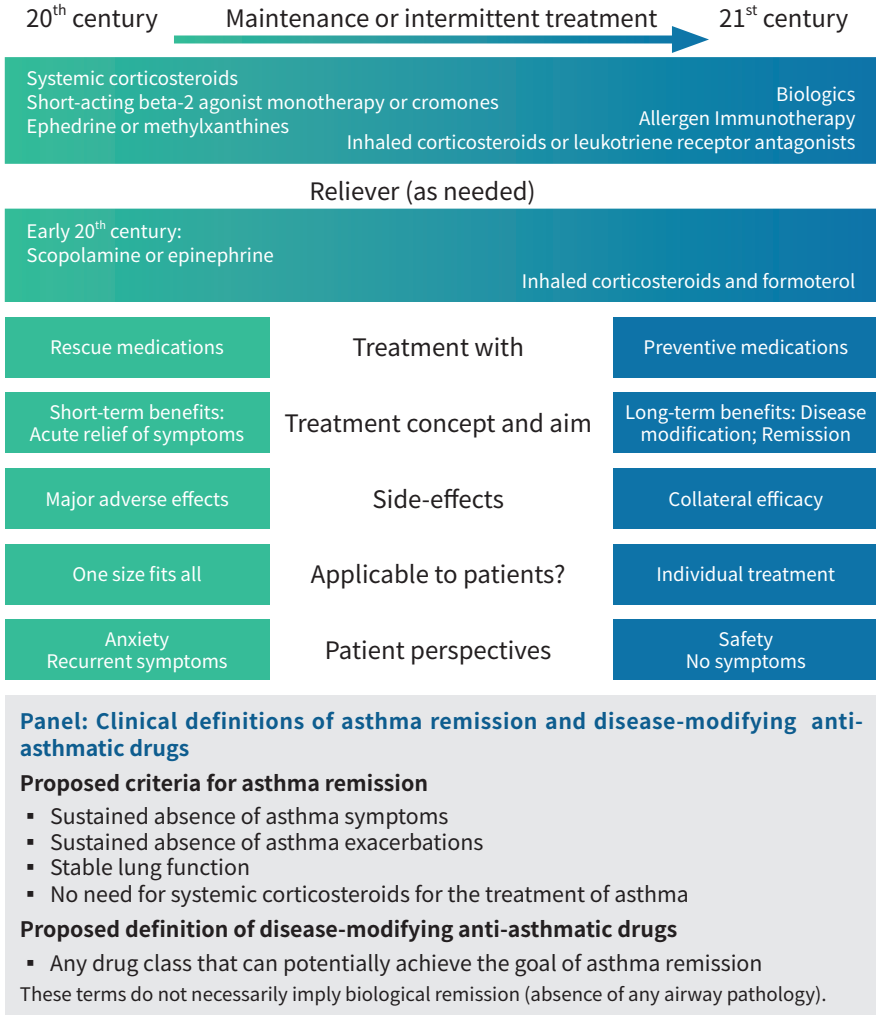 20th century Maintenance or intermittent treatment 21st century
Systemic corticosteroids
Short-acting beta-2 agonist monotherapy or cromones
Ephedrine or methylxanthines
Biologics
Allergen Immunotherapy
Inhaled corticosteroids or leukotriene receptor antagonists
Reliever (as needed)
Early 20th century:
Scopolamine or epinephrine
Inhaled corticosteroids and formoterol
Rescue medications
Treatment with
Preventive medications
Short-term benefits:
Acute relief of symptoms
Treatment concept and aim
Long-term benefits: Disease
modification; Remission
Major adverse effects
Side-effects
Collateral efficacy
One size fits all
Applicable to patients?
Individual treatment
Anxiety
Recurrent symptoms
Patient perspectives
Safety
No symptoms
Panel: Clinical definitions of asthma remission and disease-modifying anti-
asthmatic drugs
Proposed criteria for asthma remission
▪ Sustained absence of asthma symptoms
▪ Sustained absence of asthma exacerbations
▪ Stable lung function
▪ No need for systemic corticosteroids for the treatment of asthma
Proposed definition of disease-modifying anti-asthmatic drugs
▪ Any drug class that can potentially achieve the goal of asthma remission
These terms do not necessarily imply biological remission (absence of any airway pathology).